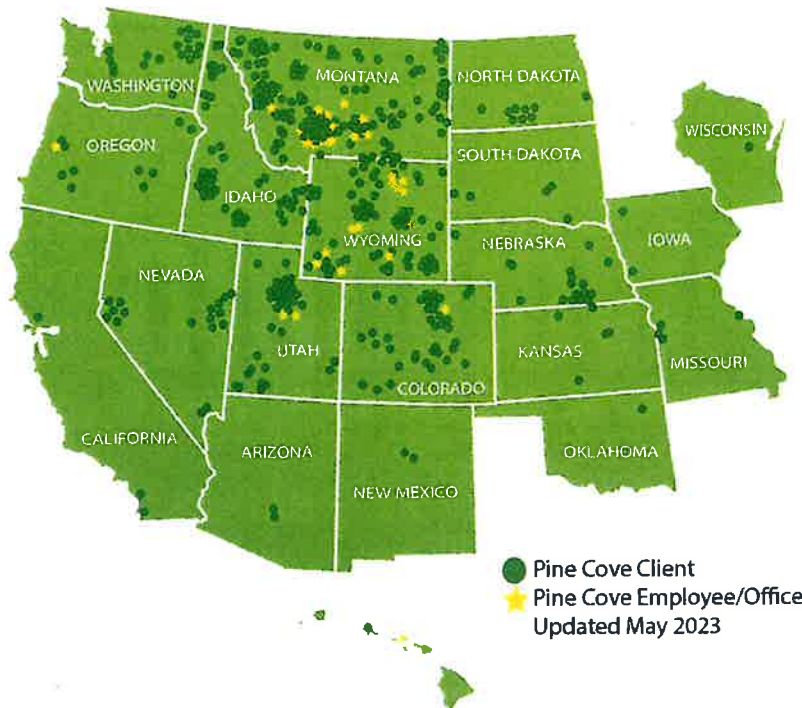 WASHINGTON
MONTANA
NORTH DAKOTA
WISCONSIN
OREGON
SOUTH DAKOTA
IDAHO
WYOMING
NEBRASKA
IOWA
NEVADA
UTAH
COLORADO
KANSAS
MISSOURI
CALIFORNIA
ARIZONA
NEW MEXICO
OKLAHOMA
Pine Cove Client
Pine Cove Employee/Office
Updated May 2023